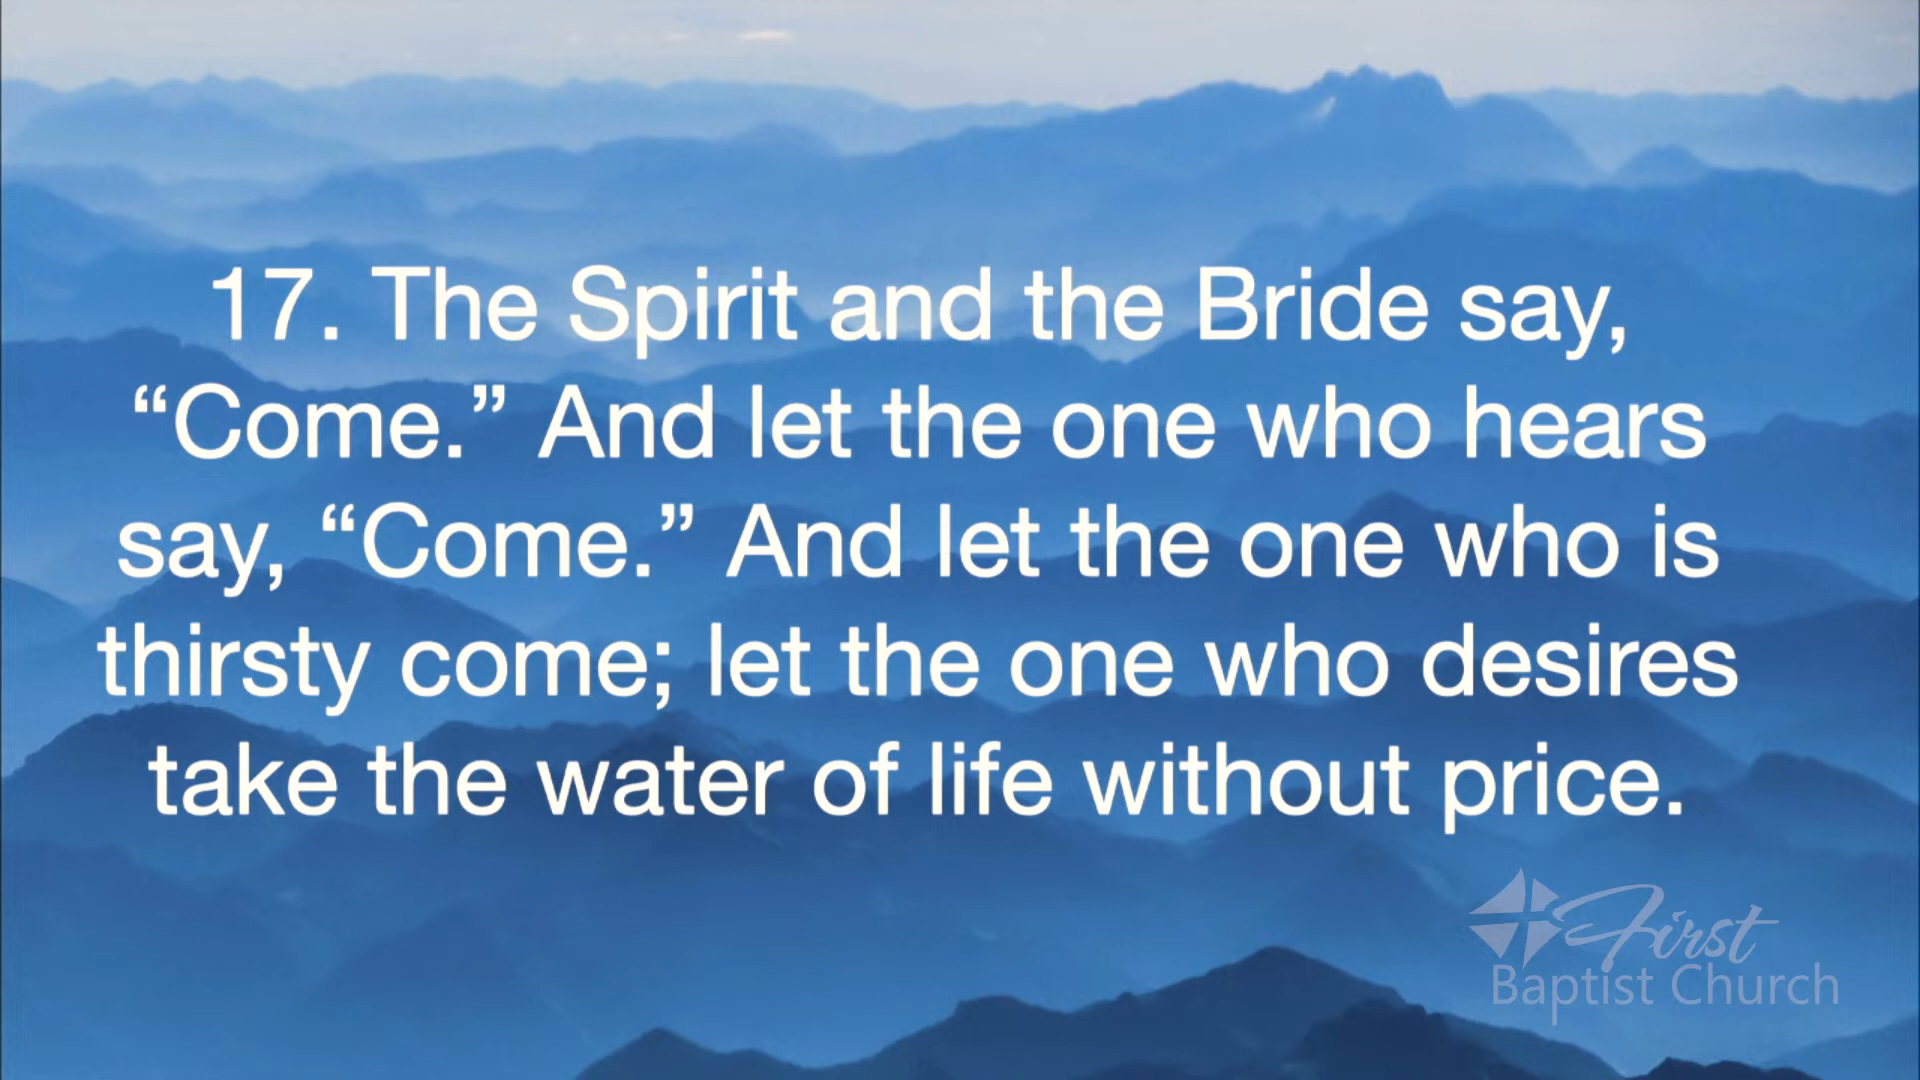 17. The Spirit and the Bride say,
“Come.” And let the one who hears
say, “Come.” And let the one who is
thirsty come; let the one who desires
take the water of life without price.
First
Baptist Church